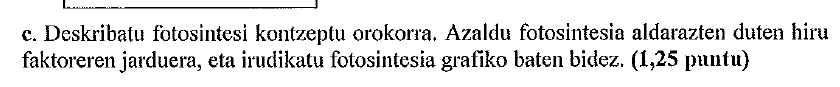 c. Deskribatu fotosintesi kontzeptu orokorra. Azaldu fotosintesia aldarazten duten hiru
faktoreren jarduera, eta irudikatu fotosintesia grafiko baten bidez. (1,25 puntu)